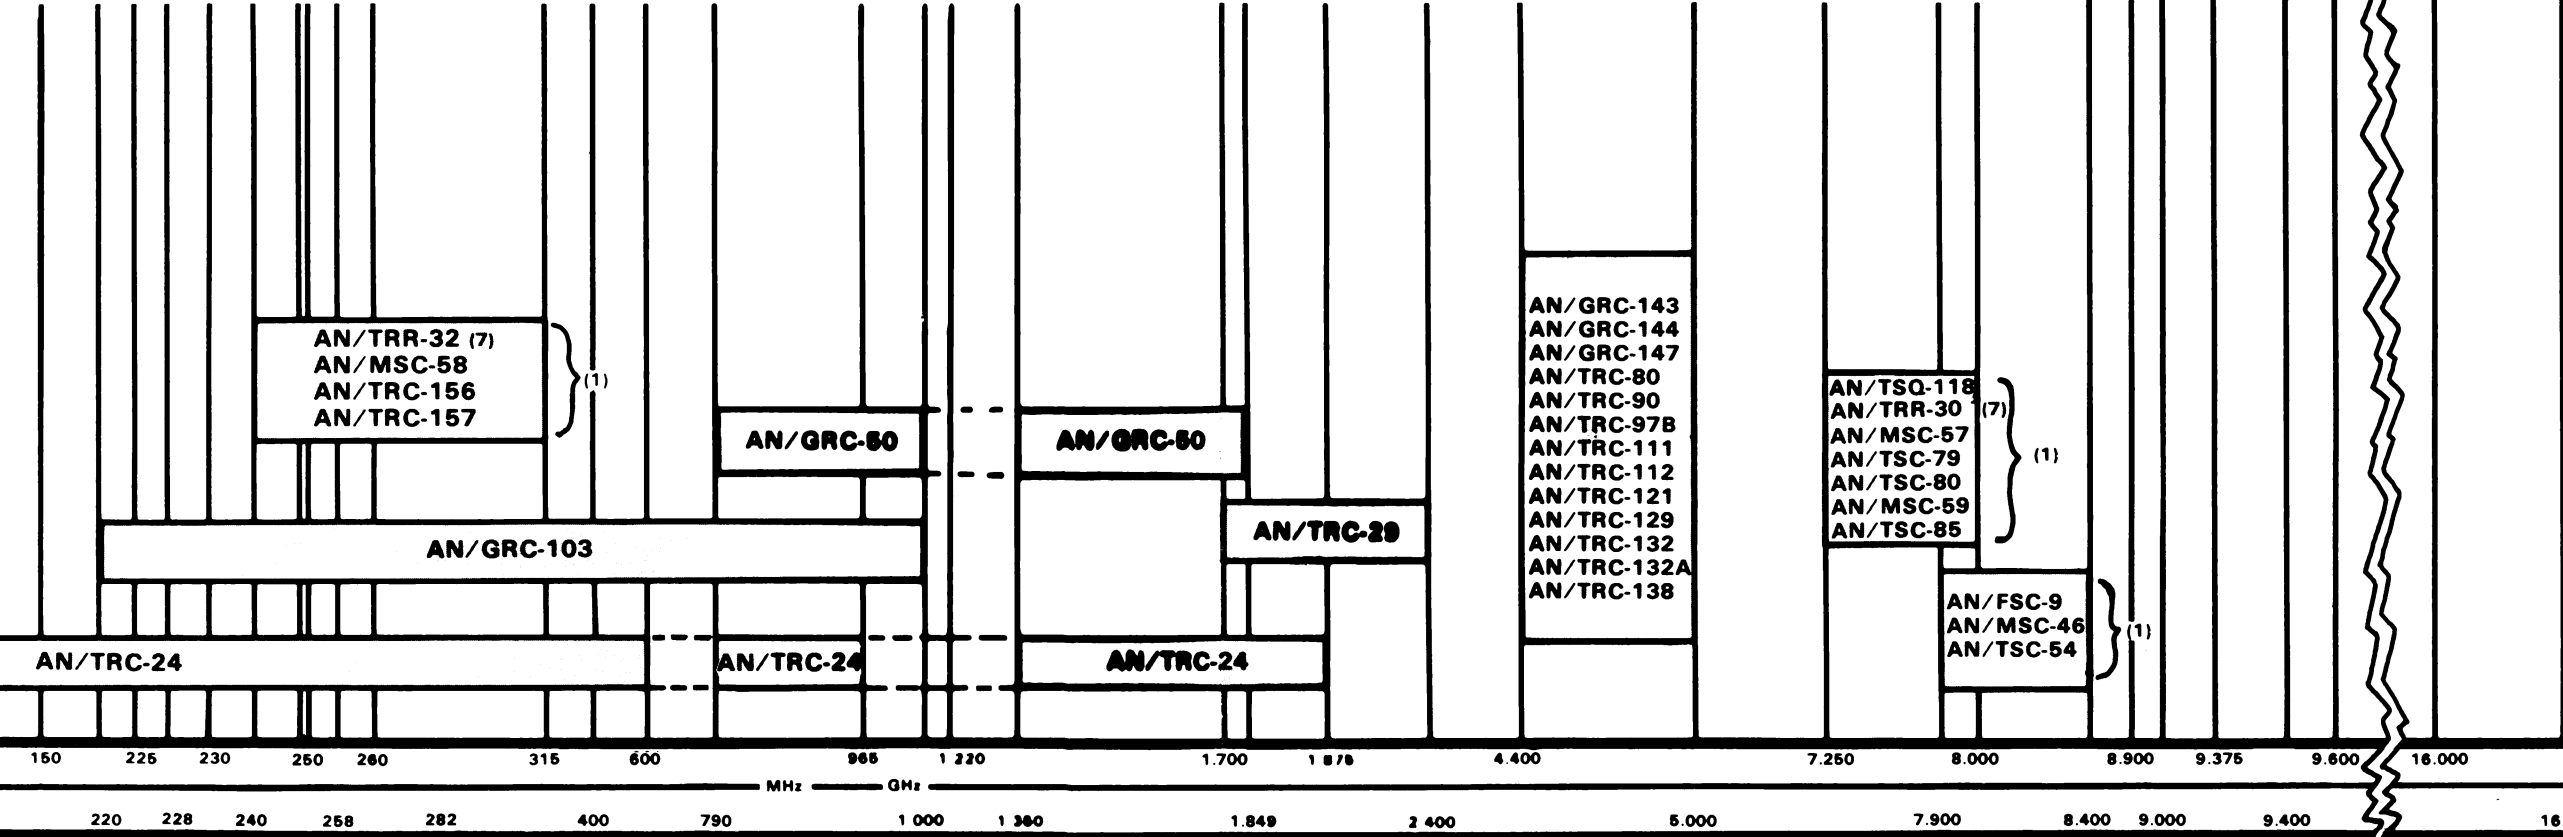 AN/TRR-32 (7)
AN/MSC-58
AN/TRC-156
AN/TRC-157
(1)
AN/GRC-50
AN/GRC-50
AN/GRC-103
AN/TRC-29
AN/TRC-24
AN/TRC-24
AN/TRC-24
AN/GRC-143
AN/GRC-144
AN/GRC-147
AN/TRC-80
AN/TRC-90
AN/TRC-97B
AN/TRC-111
AN/TRC-112
AN/TRC-121
AN/TRC-129
AN/TRC-132
AN/TRC-132A
AN/TRC-138
AN/TSQ-118
AN/TRR-30 (7)
AN/MSC-57
AN/TSC-79
AN/TSC-80
AN/MSC-59
AN/TSC-85
(1)
AN/FSC-9
AN/MSC-46
AN/TSC-54
(1)
150 225 230 250 260 315 600 965 1 220 1.700 4.400 7.250 8.000 8.900 9.375 9.600 16.000
MHz GHz
220 228 240 258 282 400 790 1 000 1 360 1.849 2 400 5.000 7.900 8.400 9.000 9.400 16